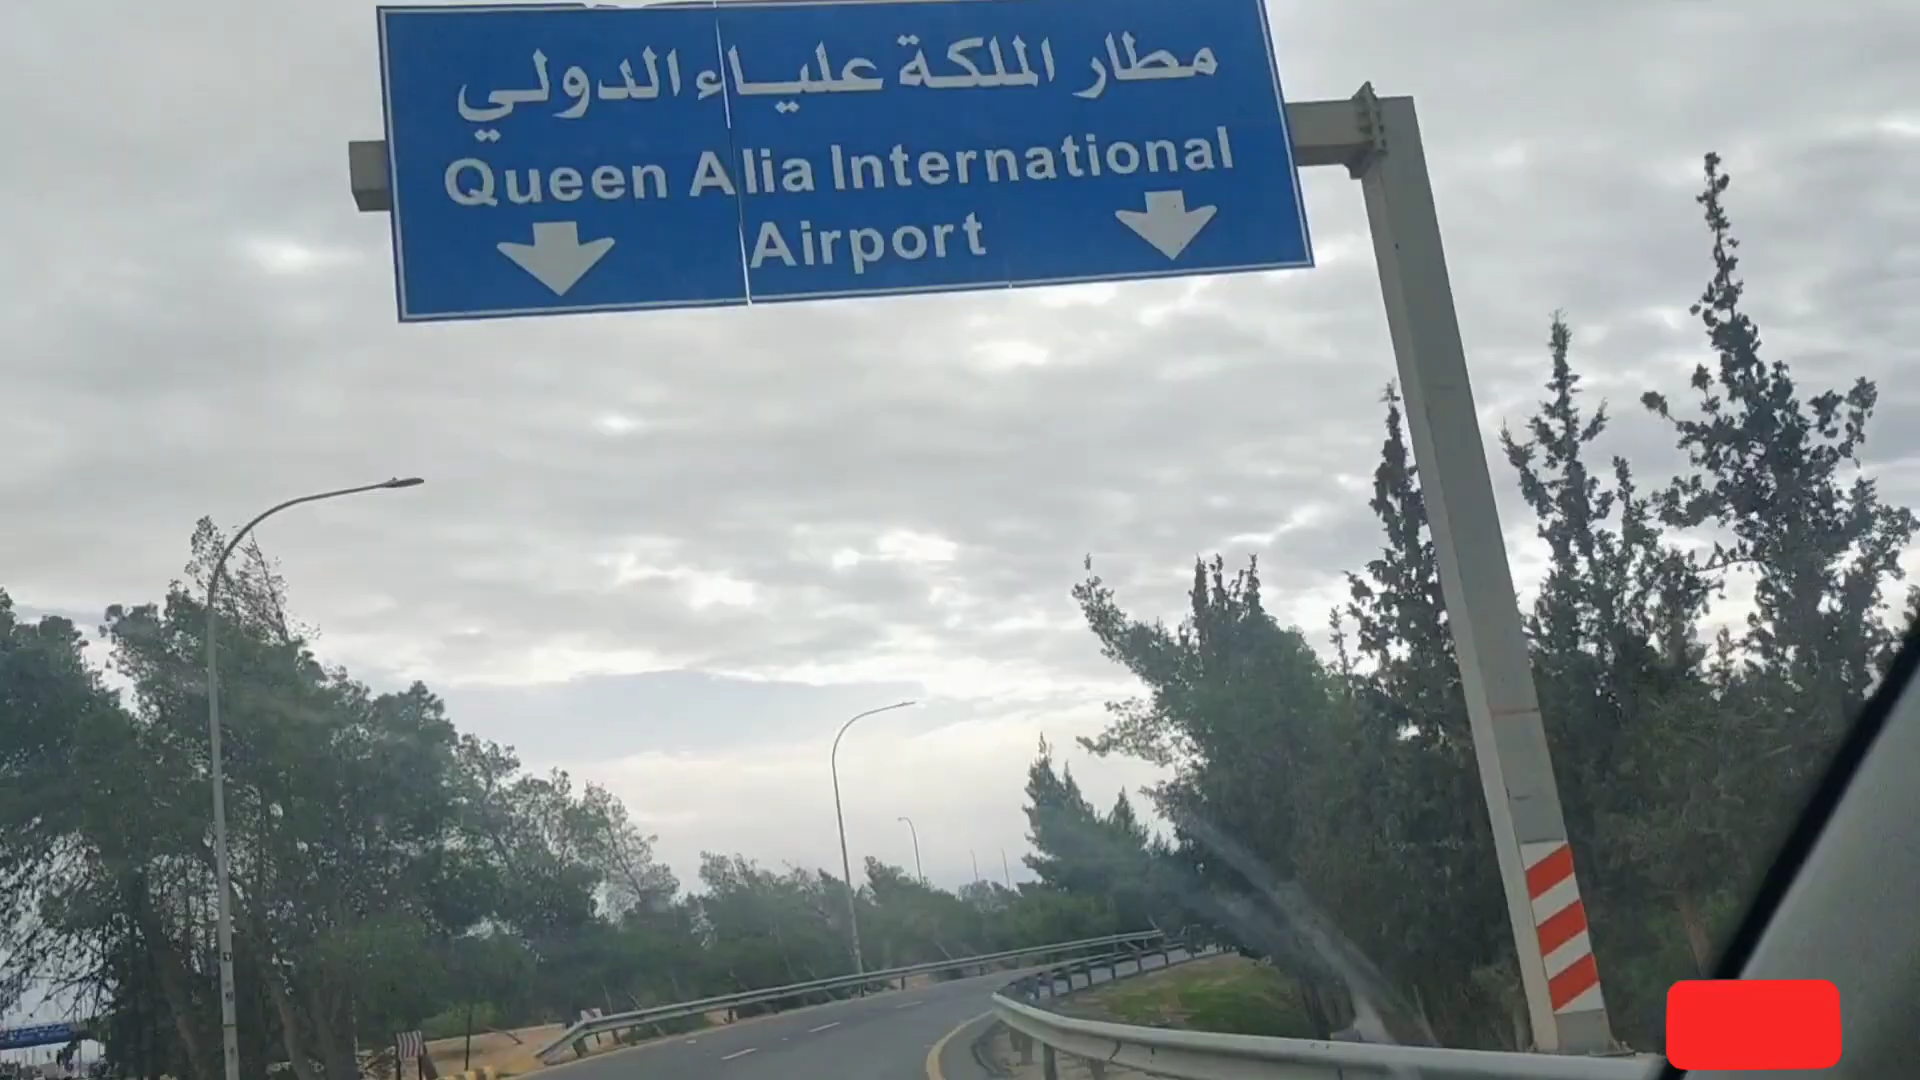 مطار الملكة علياء الدولي
Queen Alia International
Airport